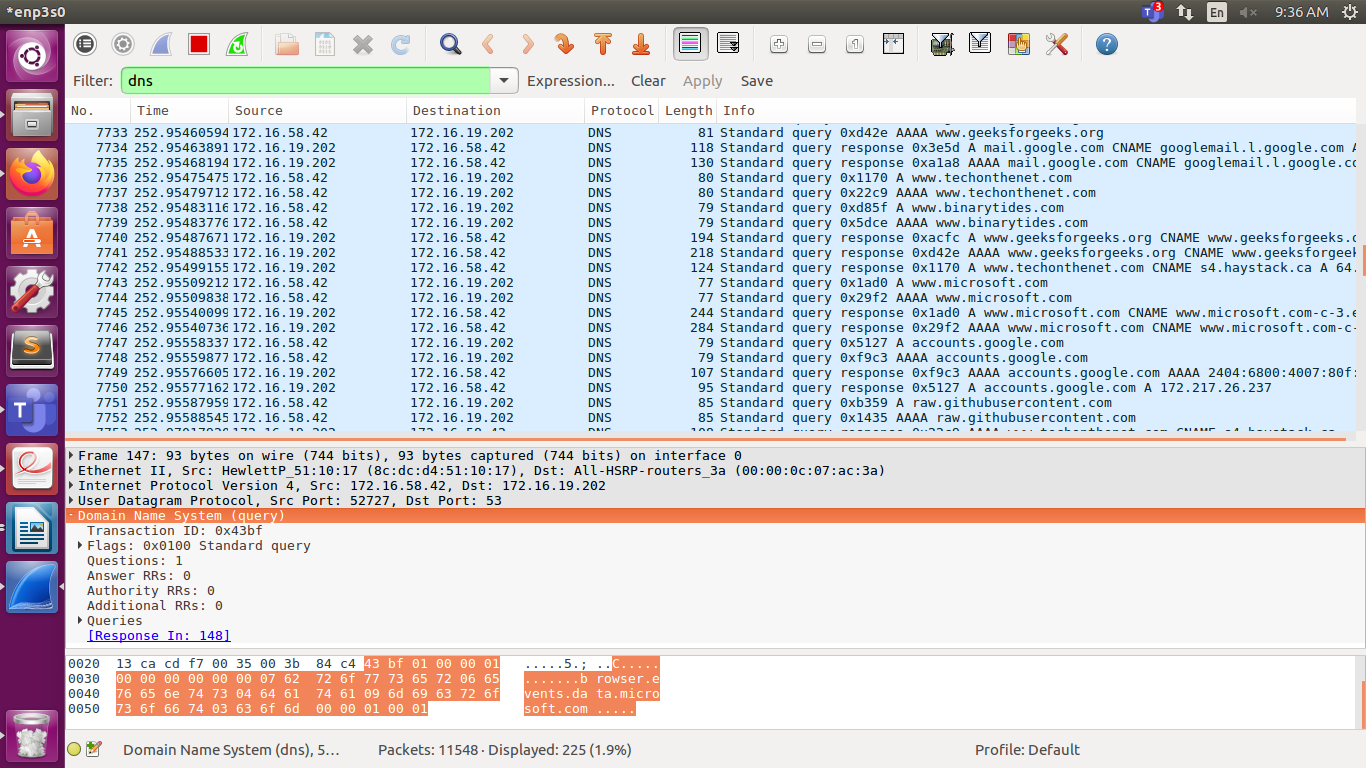 *enp3s0
3
En
9:36 AM
Filter: dns Expression... Clear Apply Save
No. Time Source Destination Protocol Length Info
7733 252.95460594 172.16.58.42 172.16.19.202 DNS 81 Standard query 0xd42e AAAA www.geeksforgeeks.org
7734 252.95463891 172.16.19.202 172.16.58.42 DNS 118 Standard query response 0x3e5d A mail.google.com CNAME googlemail.l.google.com A
7735 252.95468194 172.16.19.202 172.16.58.42 DNS 130 Standard query response 0xa1a8 AAAA mail.google.com CNAME googlemail.l.google.co
7736 252.95475475 172.16.58.42 172.16.19.202 DNS 80 Standard query 0x1170 A www.techonthenet.com
7737 252.95479712 172.16.58.42 172.16.19.202 DNS 80 Standard query 0x22c9 AAAA www.techonthenet.com
7738 252.95483116 172.16.58.42 172.16.19.202 DNS 79 Standard query 0xd85f A www.binarytides.com
7739 252.95483776 172.16.58.42 172.16.19.202 DNS 79 Standard query 0x5dce AAAA www.binarytides.com
7740 252.95487671 172.16.19.202 172.16.58.42 DNS 194 Standard query response 0xacfc A www.geeksforgeeks.org CNAME www.geeksforgeeks.o
7741 252.95488533 172.16.19.202 172.16.58.42 DNS 218 Standard query response 0xd42e AAAA www.geeksforgeeks.org CNAME www.geeksforgeek
7742 252.95499155 172.16.19.202 172.16.58.42 DNS 124 Standard query response 0x1170 A www.techonthenet.com CNAME s4.haystack.ca A 64.
7743 252.95509212 172.16.58.42 172.16.19.202 DNS 77 Standard query 0x1ad0 A www.microsoft.com
7744 252.95509838 172.16.58.42 172.16.19.202 DNS 77 Standard query 0x29f2 AAAA www.microsoft.com
7745 252.95540099 172.16.19.202 172.16.58.42 DNS 244 Standard query response 0x1ad0 A www.microsoft.com CNAME www.microsoft.com-c-3.e
7746 252.95540736 172.16.19.202 172.16.58.42 DNS 284 Standard query response 0x29f2 AAAA www.microsoft.com CNAME www.microsoft.com-c-
7747 252.95558337 172.16.58.42 172.16.19.202 DNS 79 Standard query 0x5127 A accounts.google.com
7748 252.95559877 172.16.58.42 172.16.19.202 DNS 79 Standard query 0xf9c3 AAAA accounts.google.com
7749 252.95576605 172.16.19.202 172.16.58.42 DNS 107 Standard query response 0xf9c3 AAAA accounts.google.com AAAA 2404:6800:4007:80f:
7750 252.95577162 172.16.19.202 172.16.58.42 DNS 95 Standard query response 0x5127 A accounts.google.com A 172.217.26.237
7751 252.95587959 172.16.58.42 172.16.19.202 DNS 85 Standard query 0xb359 A raw.githubusercontent.com
7752 252.95588545 172.16.58.42 172.16.19.202 DNS 85 Standard query 0x1435 AAAA raw.githubusercontent.com
Frame 147: 93 bytes on wire (744 bits), 93 bytes captured (744 bits) on interface 0
Ethernet II, Src: HewlettP_51:10:17 (8c:dc:d4:51:10:17), Dst: All-HSRP-routers_3a (00:00:0c:07:ac:3a)
Internet Protocol Version 4, Src: 172.16.58.42, Dst: 172.16.19.202
User Datagram Protocol, Src Port: 52727, Dst Port: 53
Domain Name System (query)
Transaction ID: 0x43bf
Flags: 0x0100 Standard query
Questions: 1
Answer RRs: 0
Authority RRs: 0
Additional RRs: 0
Queries
[Response In: 148]
0020 13 ca cd f7 00 35 00 3b 84 c4 43 bf 01 00 00 01 .....5.; ..C.....
0030 00 00 00 00 00 00 07 62 72 6f 77 73 65 72 06 65 .......b rowser.e
0040 76 65 6e 74 73 04 64 61 74 61 09 6d 69 63 72 6f vents.da ta.micro
0050 73 6f 66 74 03 63 6f 6d 00 00 01 00 01 soft.com .....
Domain Name System (dns), 5... Packets: 11548 · Displayed: 225 (1.9%) Profile: Default